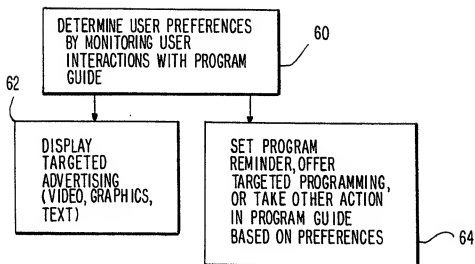 DETERMINE USER PREFERENCES
BY MONITORING USER
INTERACTIONS WITH PROGRAM
GUIDE
60
62
DISPLAY
TARGETED
ADVERTISING
(VIDEO, GRAPHICS,
TEXT)
SET PROGRAM
REMINDER, OFFER
TARGETED PROGRAMMING,
OR TAKE OTHER ACTION
IN PROGRAM GUIDE
BASED ON PREFERENCES
64